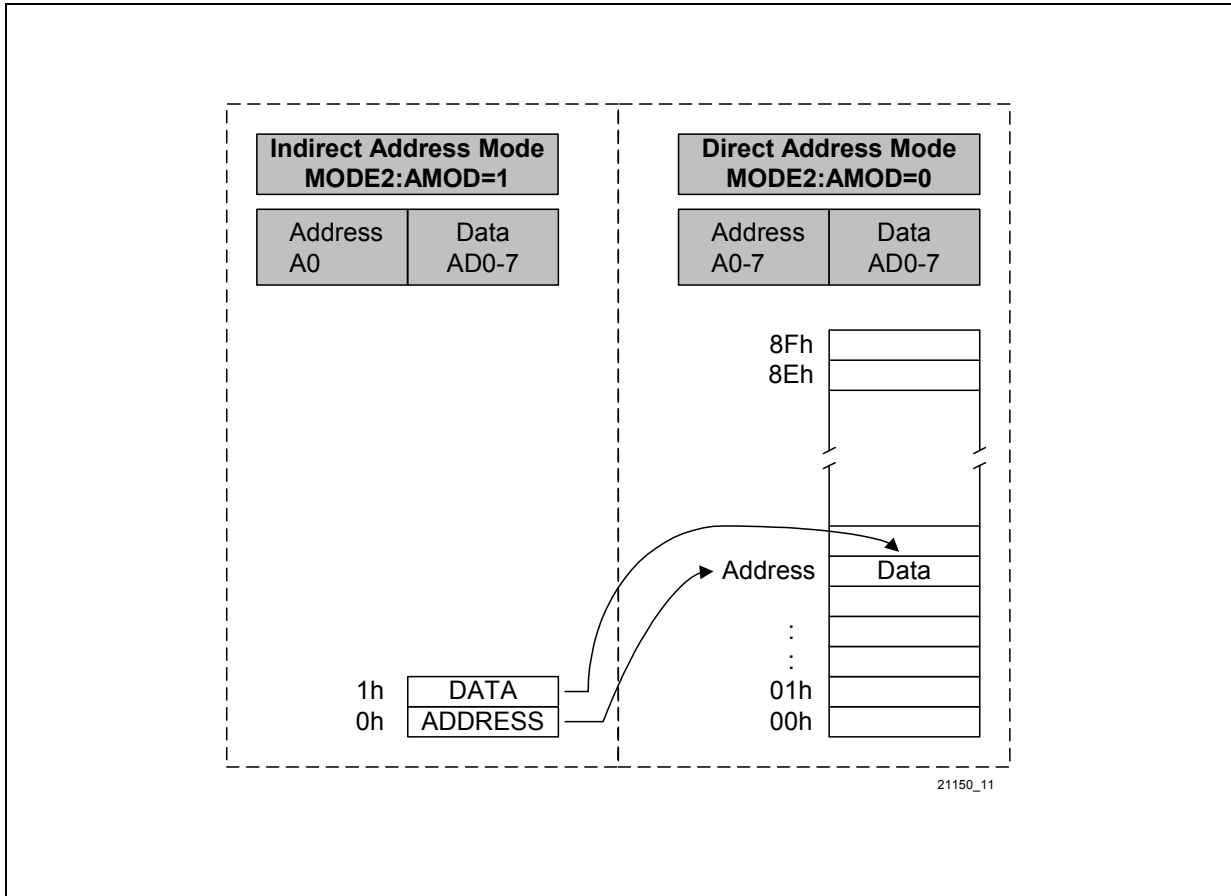 Indirect Address Mode
MODE2:AMOD=1
Address
A0
Data
AD0-7
1h DATA
0h ADDRESS
Direct Address Mode
MODE2:AMOD=0
Address
A0-7
Data
AD0-7
8Fh
8Eh
Address Data
:
:
01h
00h
21150_11